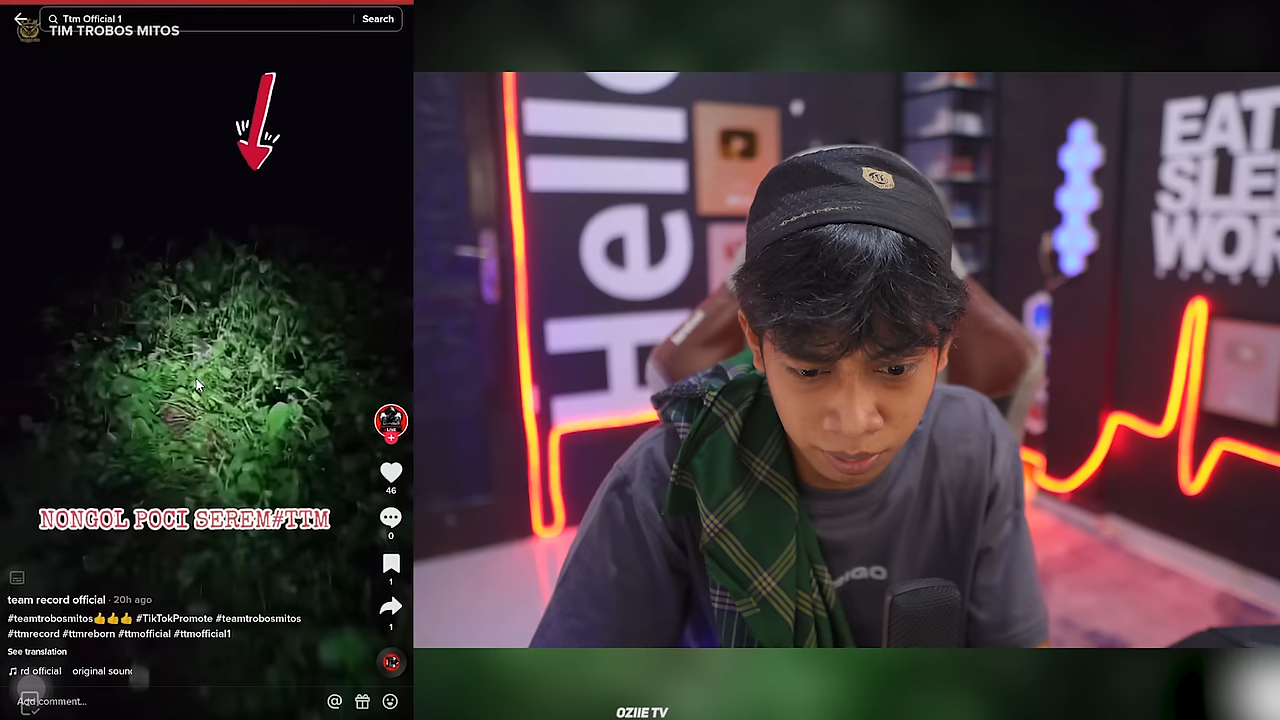 Ttm Official 1
Search
TIM TROBOS MITOS
NONGOL POCI SEREM#TTM
46
0
1
1
team record official · 20h ago
#teamtrobosmitos👍👍👍 #TikTokPromote #teamtrobosmitos
#ttmrecord #ttmreborn #ttmofficial #ttmofficial1
See translation
rd official original soun
Add comment...
Hello
EAT
SLE
WOR
OZIIE TV